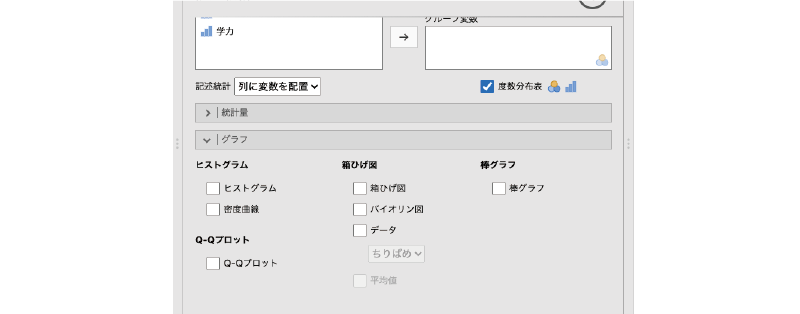 グループ変数
学力
→
記述統計 列に変数を配置 度数分布表
統計量
グラフ
ヒストグラム 箱ひげ図 棒グラフ
ヒストグラム 箱ひげ図 棒グラフ
密度曲線 バイオリン図
データ
Q-Qプロット
ちりばめ
Q-Qプロット
平均値